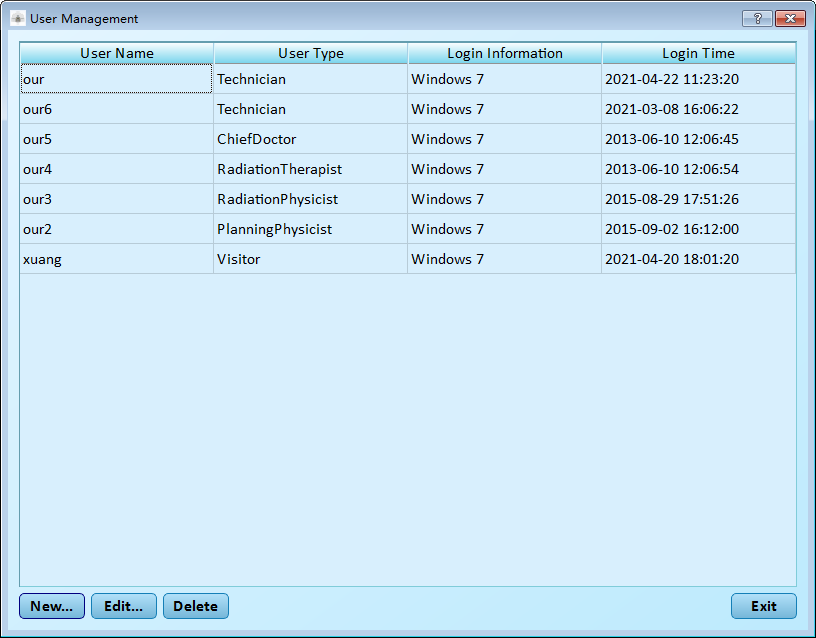 User Management
?
User Name User Type Login Information Login Time
our Technician Windows 7 2021-04-22 11:23:20
our6 Technician Windows 7 2021-03-08 16:06:22
our5 ChiefDoctor Windows 7 2013-06-10 12:06:45
our4 RadiationTherapist Windows 7 2013-06-10 12:06:54
our3 RadiationPhysicist Windows 7 2015-08-29 17:51:26
our2 PlanningPhysicist Windows 7 2015-09-02 16:12:00
xuang Visitor Windows 7 2021-04-20 18:01:20
New... Edit... Delete Exit